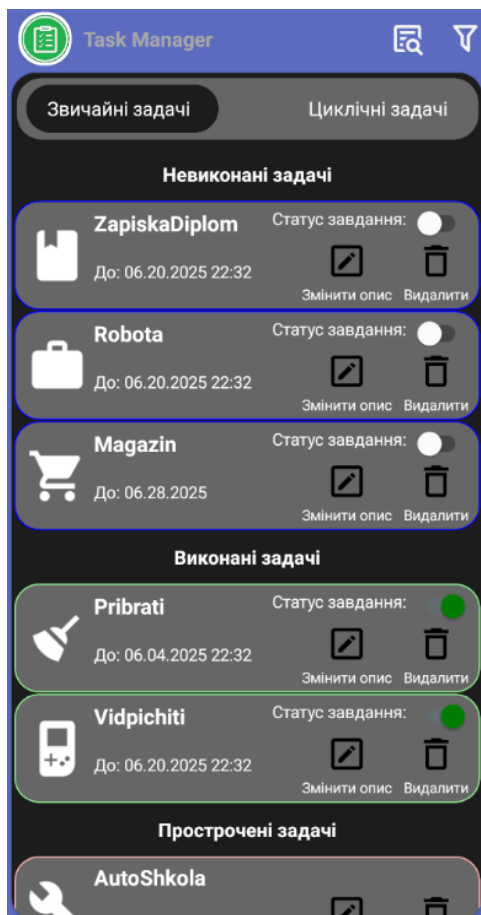 Task Manager
Звичайні задачі
Циклічні задачі
Невиконані задачі
ZapiskaDiplom
Статус завдання:
До: 06.20.2025 22:32
Змінити опис Видалити
Robota
Статус завдання:
До: 06.20.2025 22:32
Змінити опис Видалити
Magazin
Статус завдання:
До: 06.28.2025
Змінити опис Видалити
Виконані задачі
Pribrati
Статус завдання:
До: 06.04.2025 22:32
Змінити опис Видалити
Vidpichiti
Статус завдання:
До: 06.20.2025 22:32
Змінити опис Видалити
Прострочені задачі
AutoShkola